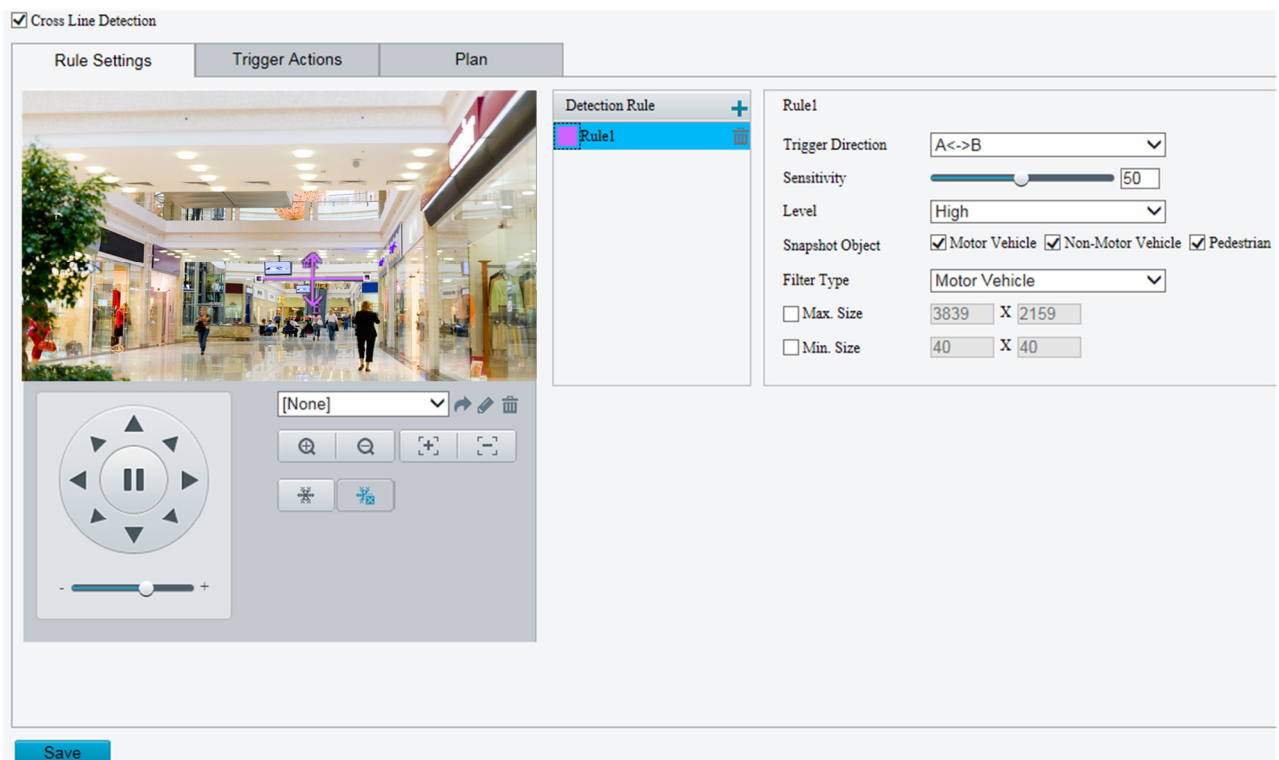 Cross Line Detection
Rule Settings Trigger Actions Plan
Detection Rule +
Rule1
Rule1
Trigger Direction A<->B
Sensitivity 50
Level High
Snapshot Object Motor Vehicle Non-Motor Vehicle Pedestrian
Filter Type Motor Vehicle
Max. Size 3839 X 2159
Min. Size 40 X 40
[None]
- +
Save